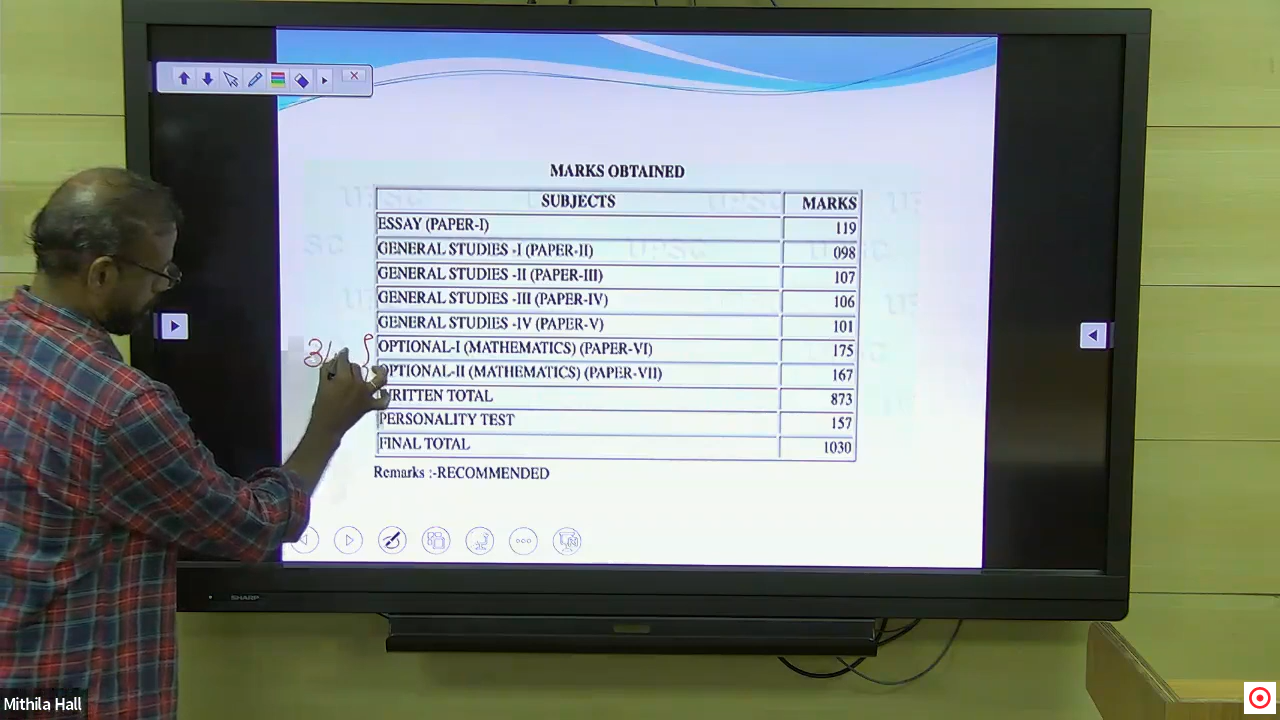 MARKS OBTAINED
SUBJECTS MARKS
ESSAY (PAPER-I) 119
GENERAL STUDIES -I (PAPER-II) 098
GENERAL STUDIES -II (PAPER-III) 107
GENERAL STUDIES -III (PAPER-IV) 106
GENERAL STUDIES -IV (PAPER-V) 101
OPTIONAL-I (MATHEMATICS) (PAPER-VI) 175
OPTIONAL-II (MATHEMATICS) (PAPER-VII) 167
WRITTEN TOTAL 873
PERSONALITY TEST 157
FINAL TOTAL 1030
Remarks :-RECOMMENDED
SHARP
Mithila Hall